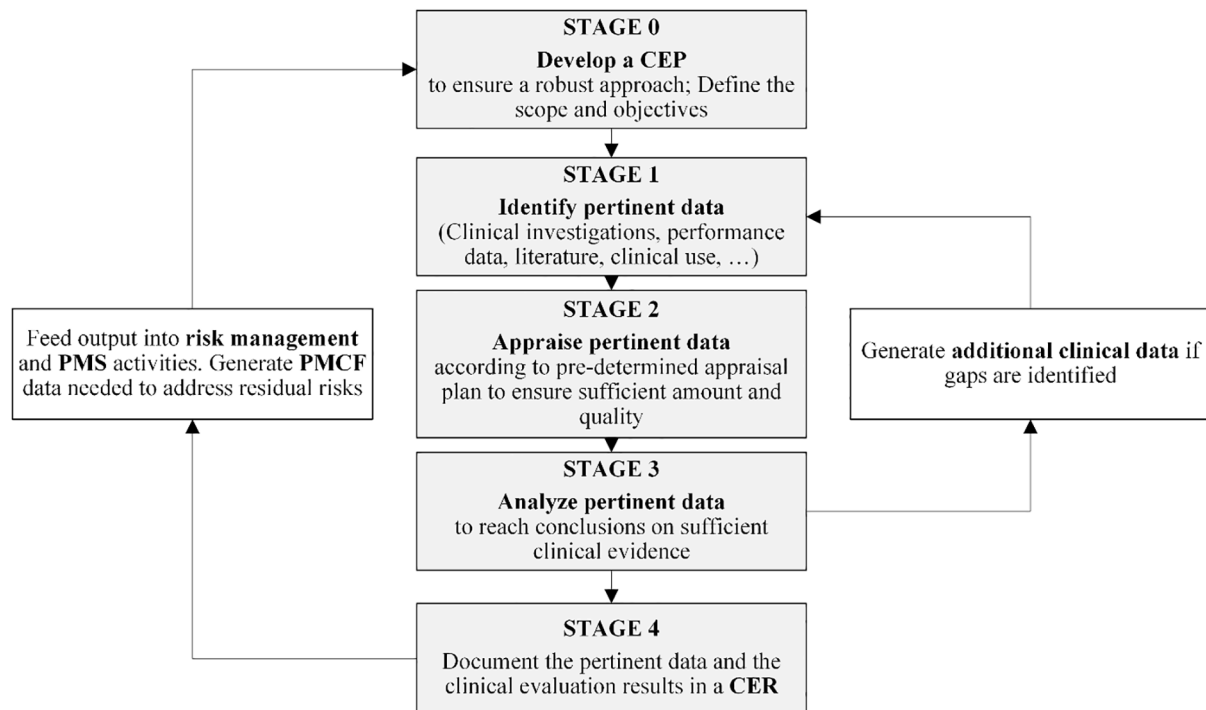 STAGE 0
Develop a CEP
to ensure a robust approach; Define the
scope and objectives
STAGE 1
Identify pertinent data
(Clinical investigations, performance
data, literature, clinical use, …)
STAGE 2
Appraise pertinent data
according to pre-determined appraisal
plan to ensure sufficient amount and
quality
STAGE 3
Analyze pertinent data
to reach conclusions on sufficient
clinical evidence
STAGE 4
Document the pertinent data and the
clinical evaluation results in a CER
Feed output into risk management
and PMS activities. Generate PMCF
data needed to address residual risks
Generate additional clinical data if
gaps are identified